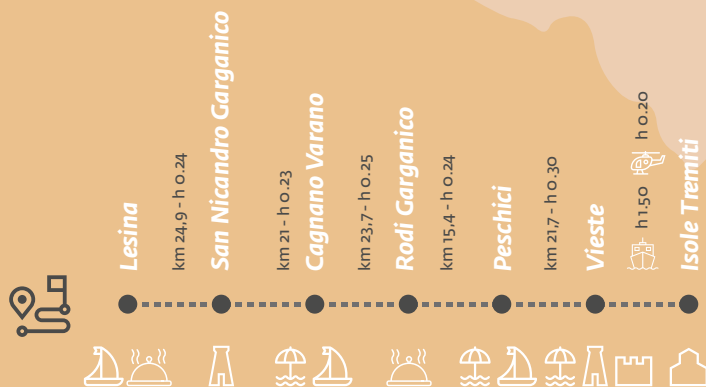 Lesina
km 24,9 - h 0.24
San Nicandro Garganico
km 21 - h 0.23
Cagnano Varano
km 23,7 - h 0.25
Rodi Garganico
km 15,4 - h 0.24
Peschici
km 21,7 - h 0.30
Vieste
h 1.50
h 0.20
Isole Tremiti